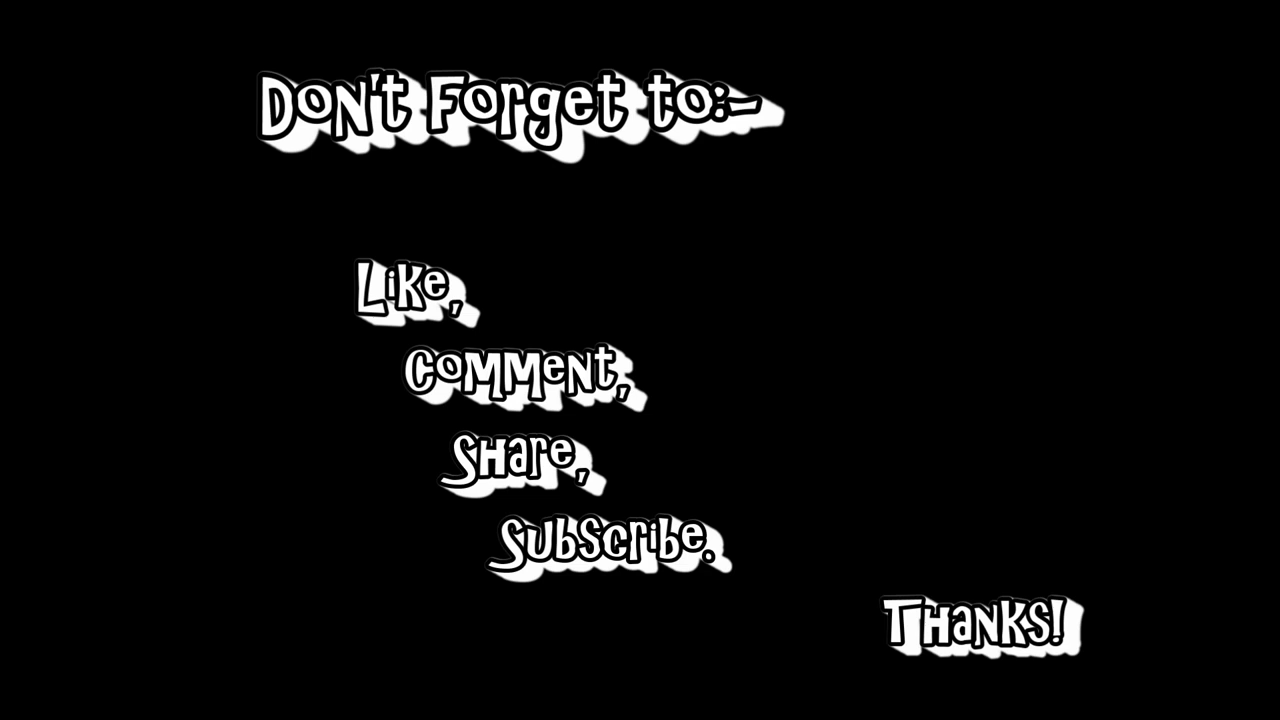 Don't Forget to:-
Like,
Comment,
Share,
Subscribe.
Thanks!